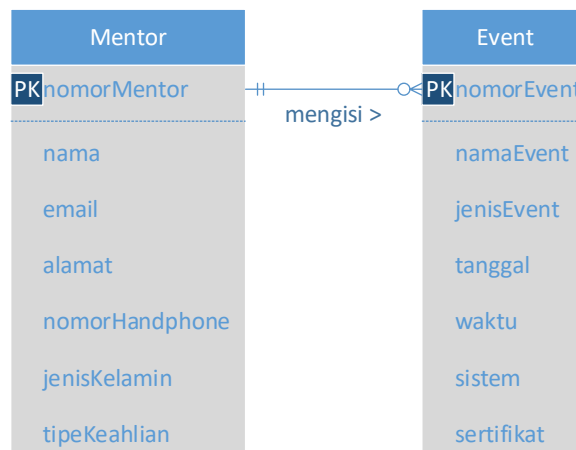 Mentor
PK nomorMentor
nama
email
alamat
nomorHandphone
jenisKelamin
tipeKeahlian
mengisi >
Event
PK nomorEvent
namaEvent
jenisEvent
tanggal
waktu
sistem
sertifikat